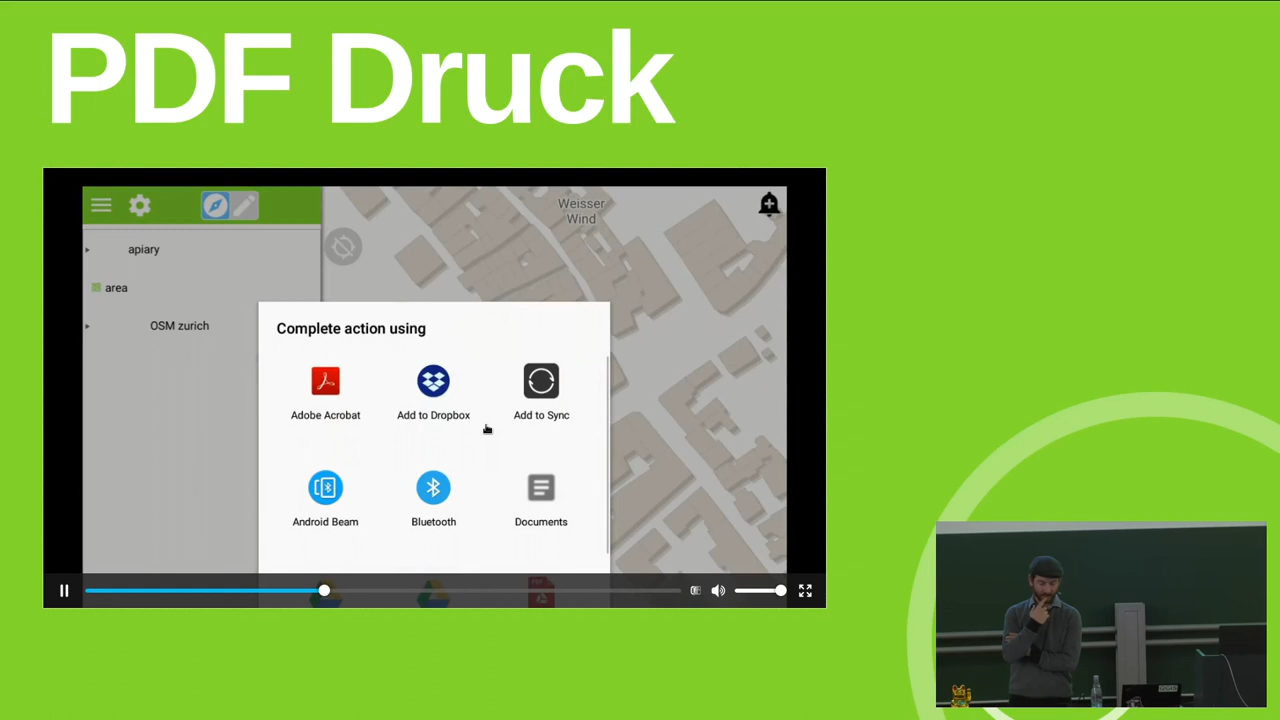 PDF Druck
Weisser
Wind
apiary
area
OSM zurich
Complete action using
Adobe Acrobat
Add to Dropbox
Add to Sync
Android Beam
Bluetooth
Documents
PDF